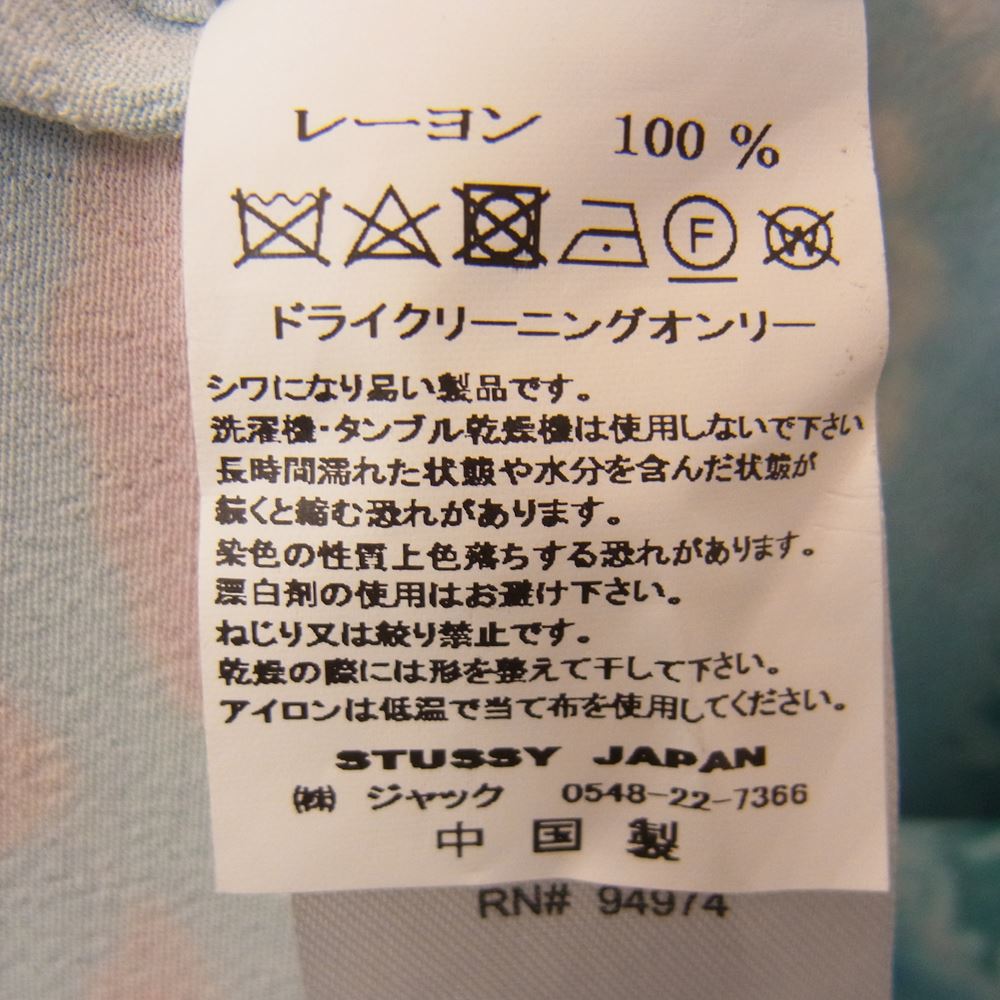 レーヨン 100 %
F W
ドライクリーニングオンリー
シワになり易い製品です。
洗濯機・タンブル乾燥機は使用しないで下さい
長時間濡れた状態や水分を含んだ状態が
続くと縮む恐れがあります。
染色の性質上色落ちする恐れがあります。
漂白剤の使用はお避け下さい。
ねじり又は絞り禁止です。
乾燥の際には形を整えて干して下さい。
アイロンは低温で当て布を使用してください。
STUSSY JAPAN
㈱ ジャック 0548-22-7366
中国製
RN# 94974